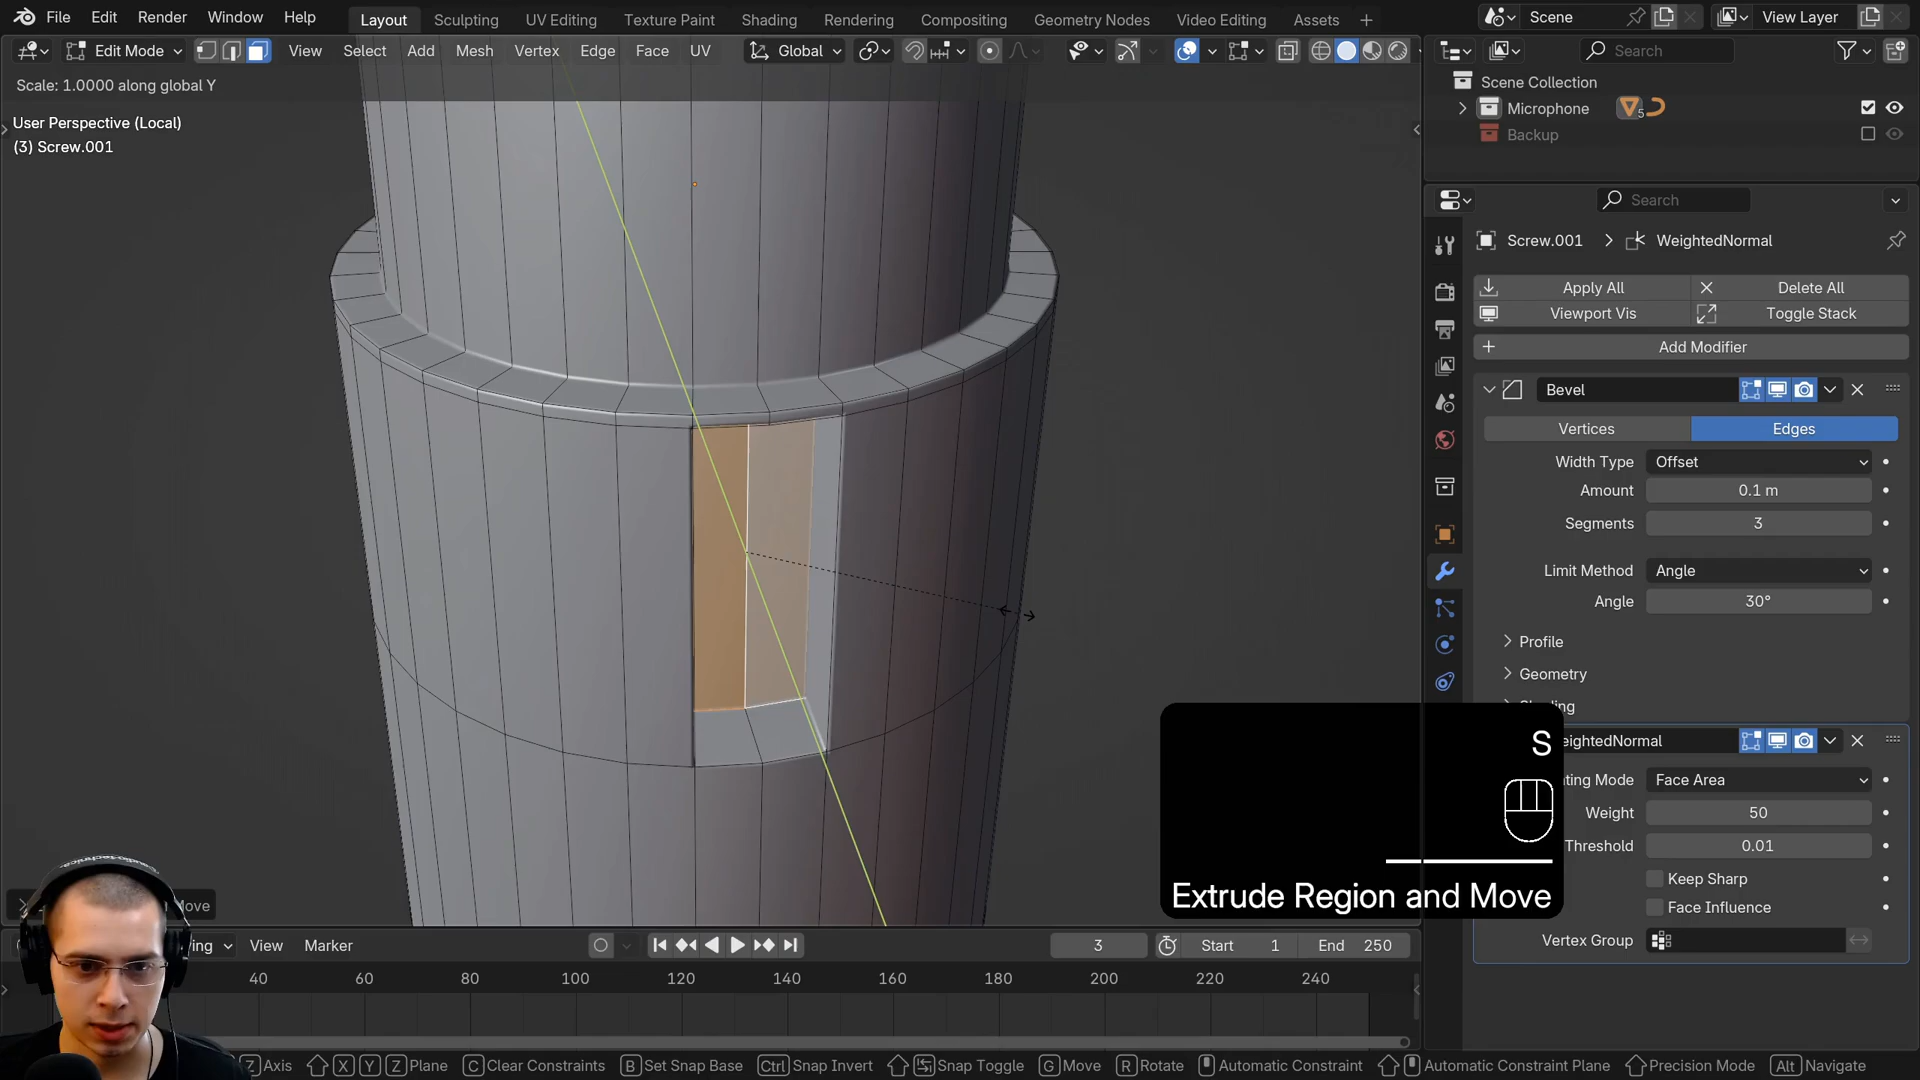 File Edit Render Window Help Layout Sculpting UV Editing Texture Paint Shading Rendering Compositing Geometry Nodes Video Editing Assets + Scene View Layer
Edit Mode View Select Add Mesh Vertex Edge Face UV Global
Search
Scale: 1.0000 along global Y
Scene Collection
Microphone 5
Backup
User Perspective (Local)
(3) Screw.001
Search
Screw.001 > WeightedNormal
Apply All Delete All
Viewport Vis Toggle Stack
+ Add Modifier
Bevel
Vertices Edges
Width Type Offset
Amount 0.1 m
Segments 3
Limit Method Angle
Angle 30°
Profile
Geometry
eightedNormal
ting Mode Face Area
Weight 50
Threshold 0.01
Keep Sharp
Face Influence
Vertex Group
S
Extrude Region and Move
Move
ing View Marker 3 Start 1 End 250
40 60 80 100 120 140 160 180 200 220 240
Z Axis X Y Z Plane C Clear Constraints B Set Snap Base Ctrl Snap Invert Snap Toggle G Move R Rotate Automatic Constraint Automatic Constraint Plane Precision Mode Alt Navigate